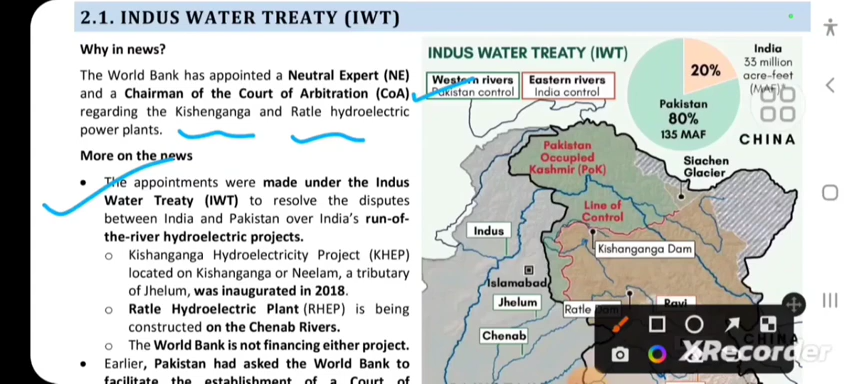 2.1. INDUS WATER TREATY (IWT)
Why in news?
The World Bank has appointed a Neutral Expert (NE)
and a Chairman of the Court of Arbitration (CoA)
regarding the Kishenganga and Ratle hydroelectric
power plants.
More on the news
• The appointments were made under the Indus
Water Treaty (IWT) to resolve the disputes
between India and Pakistan over India's run-of-
the-river hydroelectric projects.
o Kishanganga Hydroelectricity Project (KHEP)
located on Kishanganga or Neelam, a tributary
of Jhelum, was inaugurated in 2018.
o Ratle Hydroelectric Plant (RHEP) is being
constructed on the Chenab Rivers.
o The World Bank is not financing either project.
• Earlier, Pakistan had asked the World Bank to
facilitate the establishment of a Court of
INDUS WATER TREATY (IWT)
Western rivers
Pakistan control
Eastern rivers
India control
20%
India
33 million
acre-feet
(MAF)
Pakistan
80%
135 MAF
CHINA
Pakistan
Occupied
Kashmir (PoK)
Siachen
Glacier
Line of
Control
Indus
Kishanganga Dam
Islamabad
Jhelum
Ratle
Ravi
Chenab
XRecorder